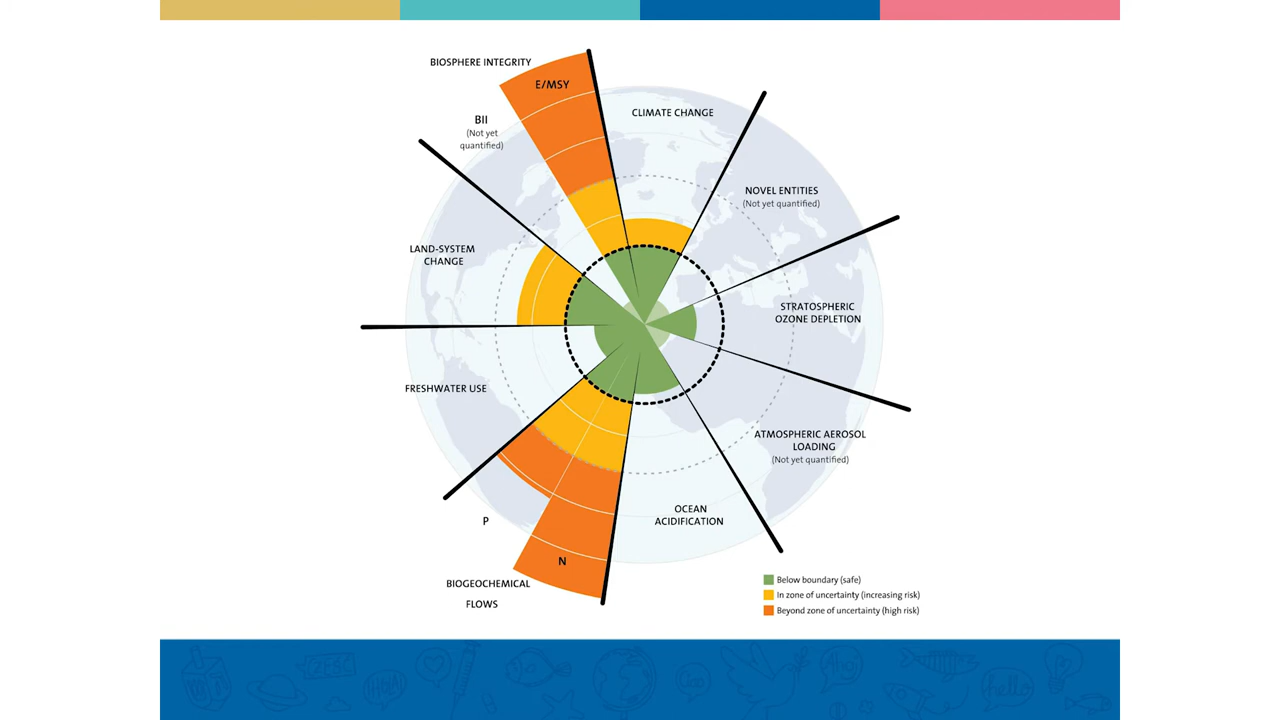 BIOSPHERE INTEGRITY
E/MSY
BII
(Not yet
quantified)
CLIMATE CHANGE
NOVEL ENTITIES
(Not yet quantified)
LAND-SYSTEM
CHANGE
STRATOSPHERIC
OZONE DEPLETION
FRESHWATER USE
ATMOSPHERIC AEROSOL
LOADING
(Not yet quantified)
P
OCEAN
ACIDIFICATION
N
BIOGEOCHEMICAL
FLOWS
Below boundary (safe)
In zone of uncertainty (increasing risk)
Beyond zone of uncertainty (high risk)
hello